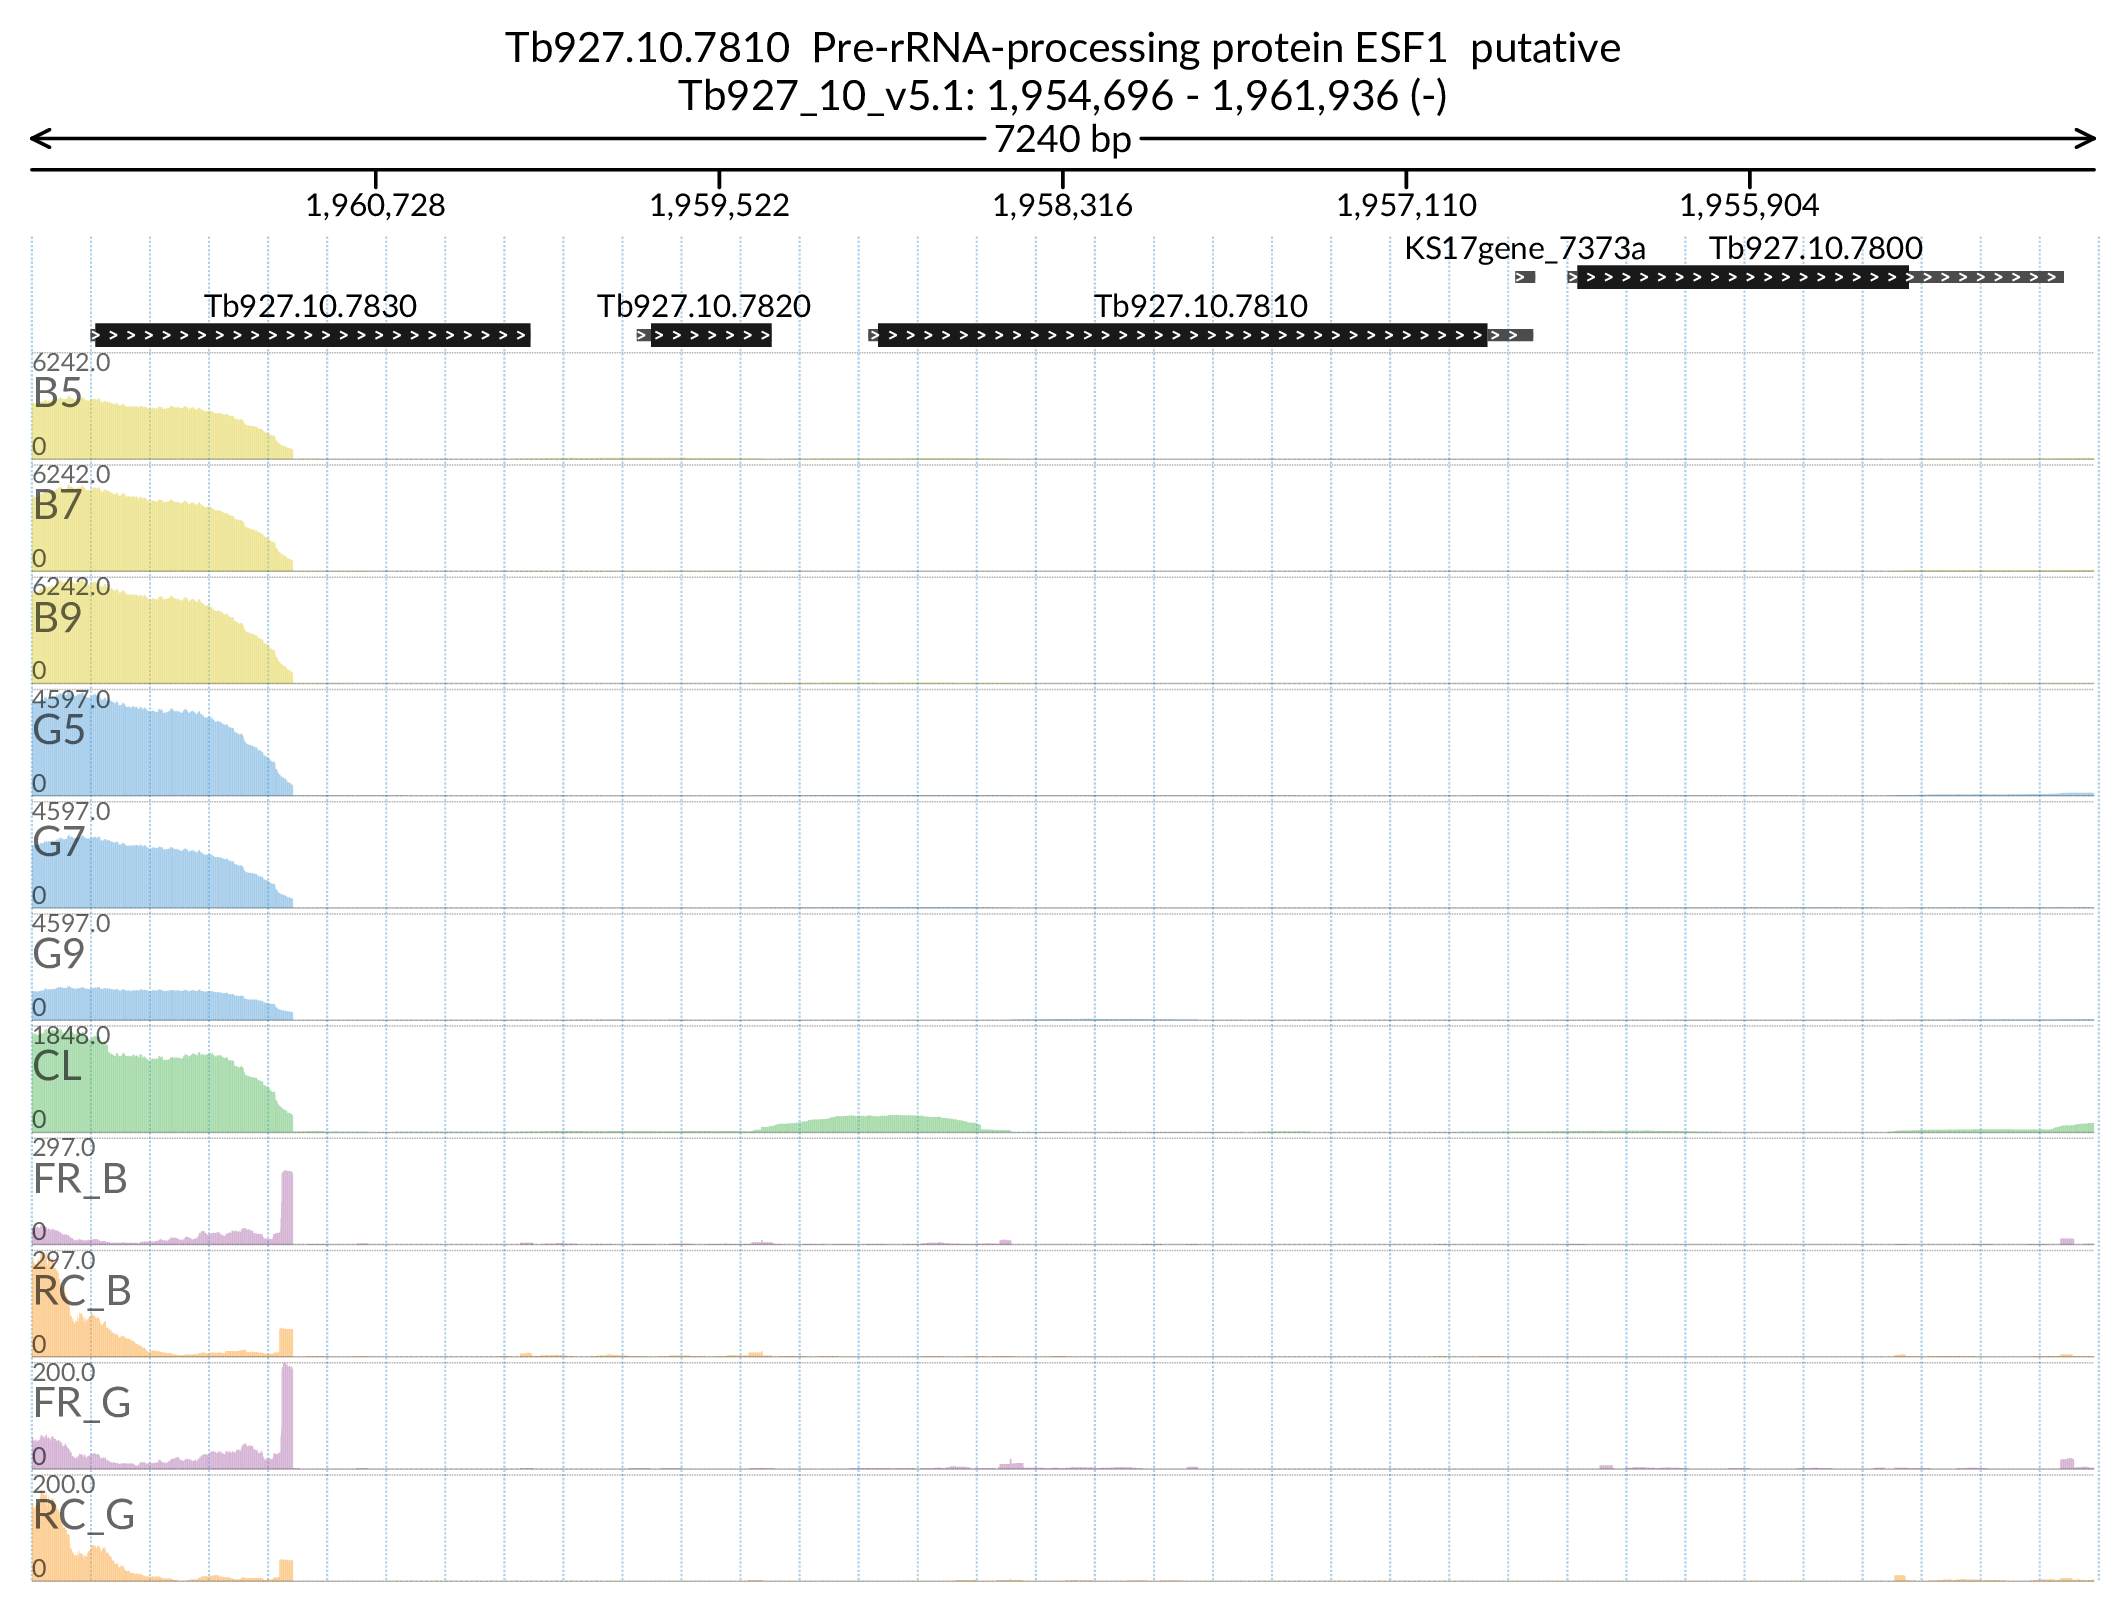 Tb927.10.7810  Pre-rRNA-processing protein ESF1  putative
Tb927_10_v5.1: 1,954,696 - 1,961,936 (-)
7240 bp
1,960,728 1,959,522 1,958,316 1,957,110 1,955,904
KS17gene_7373a Tb927.10.7800
Tb927.10.7830 Tb927.10.7820 Tb927.10.7810
6242.0
B5
0
6242.0
B7
0
6242.0
B9
0
4597.0
G5
0
4597.0
G7
0
4597.0
G9
0
1848.0
CL
0
297.0
FR_B
0
297.0
RC_B
0
200.0
FR_G
0
200.0
RC_G
0